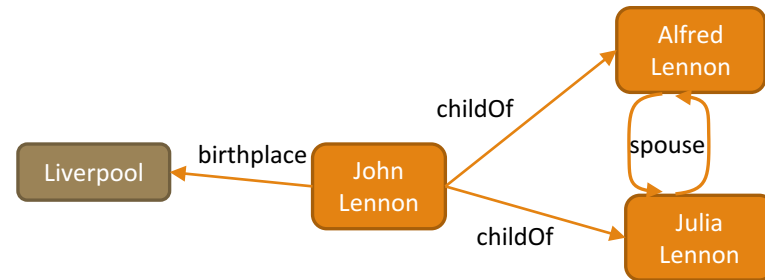 Alfred
Lennon
childOf
spouse
birthplace
Liverpool
John
Lennon
childOf
Julia
Lennon